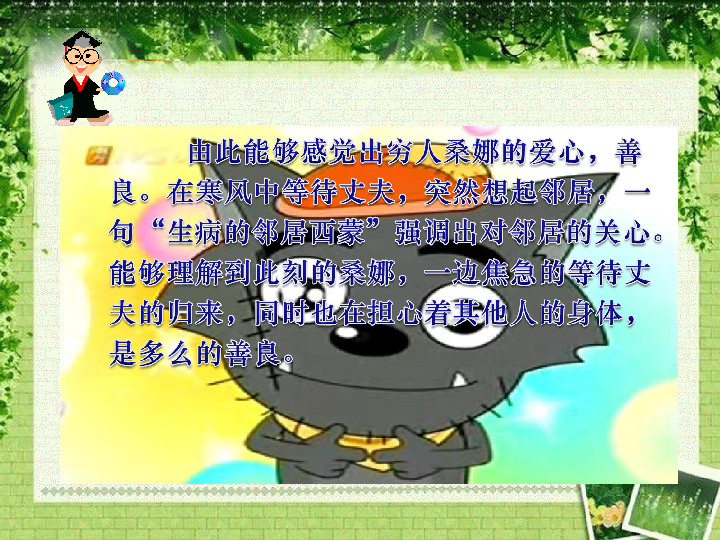 由此能够感觉出穷人桑娜的爱心，善
良。在寒风中等待丈夫，突然想起邻居，一
句“生病的邻居西蒙”强调出对邻居的关心。
能够理解到此刻的桑娜，一边焦急的等待丈
夫的归来，同时也在担心着其他人的身体，
是多么的善良。